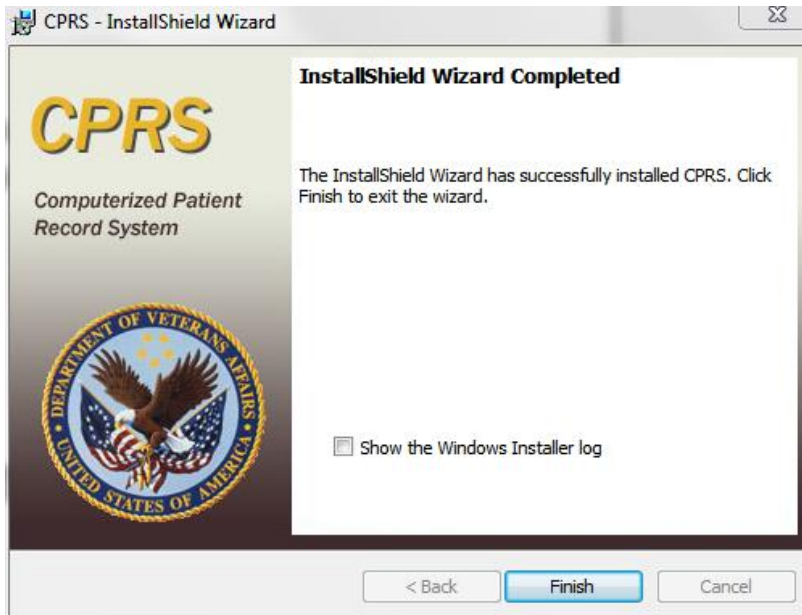 CPRS - InstallShield Wizard
InstallShield Wizard Completed
CPRS
Computerized Patient
Record System
The InstallShield Wizard has successfully installed CPRS. Click
Finish to exit the wizard.
DEPARTMENT OF VETERANS AFFAIRS
UNITED STATES OF AMERICA
Show the Windows Installer log
< Back
Finish
Cancel